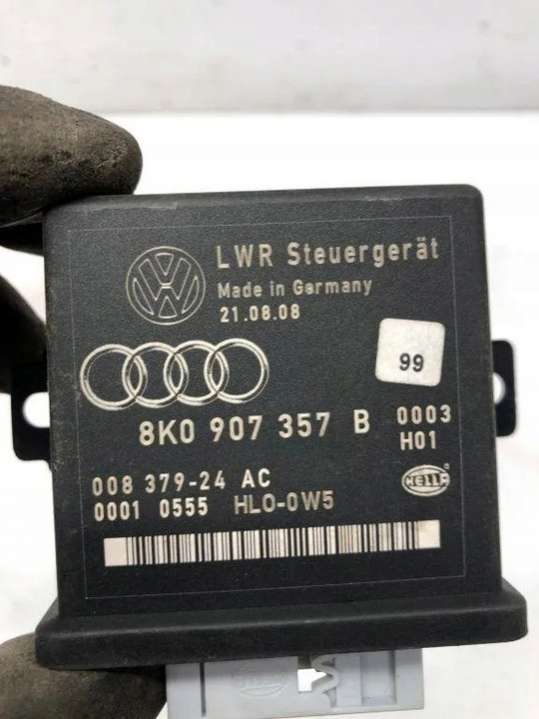 LWR Steuergerät
Made in Germany
21.08.08
99
8K0 907 357 B 0003
H01
008 379-24 AC
0001 0555 HLO-0W5
HELLA